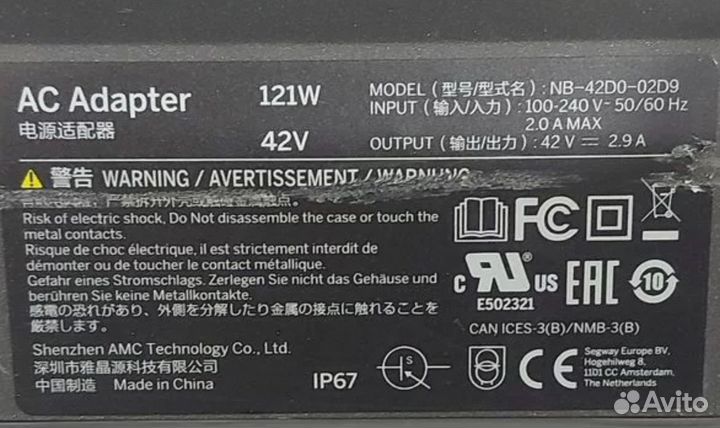 AC Adapter 121W
电源适配器 42V
MODEL (型号/型式名) : NB-42D0-02D9
INPUT (输入/入力) : 100-240 V~ 50/60 Hz
2.0 A MAX
OUTPUT (输出/出力) : 42 V ⎓ 2.9 A
警告 WARNING / AVERTISSEMENT / WARNUNG
Risk of electric shock. Do not disassemble the case or touch the
metal contacts.
Risque de choc électrique, il est strictement interdit de
démonter ou de toucher le contact métallique.
Gefahr eines Stromschlags. Zerlegen Sie nicht das Gehäuse und
berühren Sie keine Metallkontakte.
感電の恐れがあり、外側を分解したり金属の接点に触れることを
厳禁します。
Shenzhen AMC Technology Co., Ltd.
深圳市雅晶源科技有限公司
中国制造 Made in China
IP67
FC
c RU US
E502321
EAC
10
CAN ICES-3(B)/NMB-3(B)
S
CE
Segway Europe BV,
Hogehilweg 8,
1101 CC Amsterdam,
The Netherlands
Avito